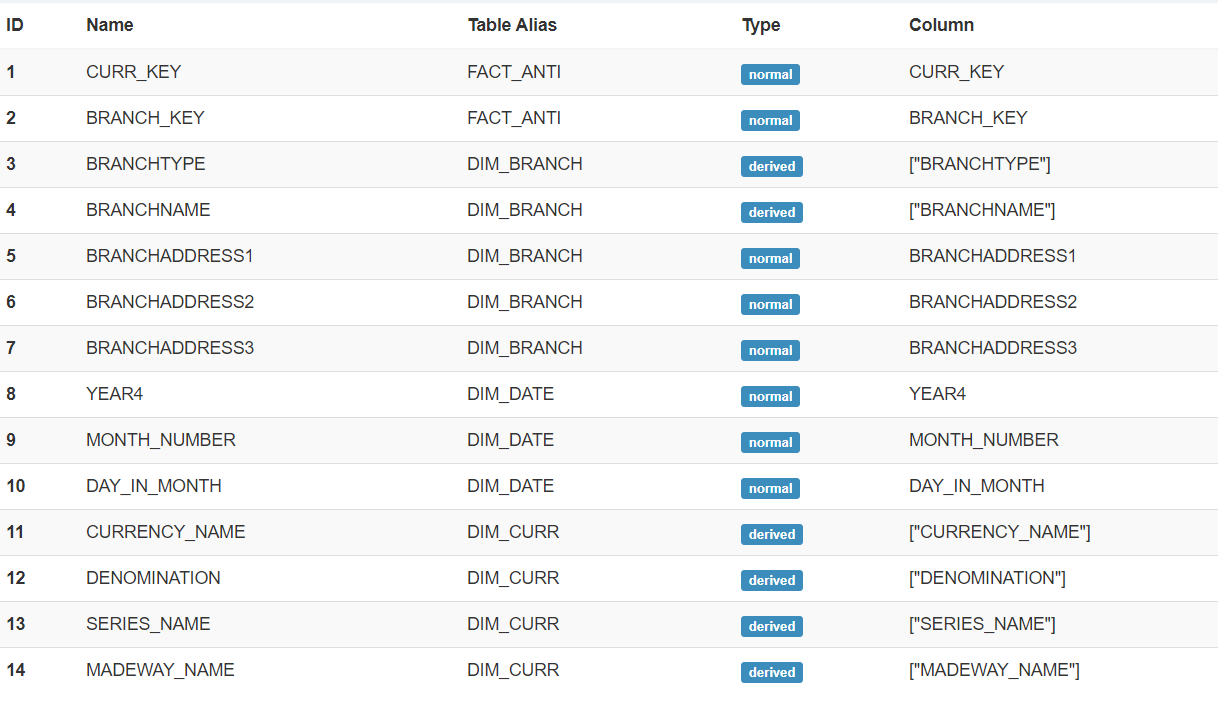 ID Name Table Alias Type Column
1 CURR_KEY FACT_ANTI normal CURR_KEY
2 BRANCH_KEY FACT_ANTI normal BRANCH_KEY
3 BRANCHTYPE DIM_BRANCH derived ["BRANCHTYPE"]
4 BRANCHNAME DIM_BRANCH derived ["BRANCHNAME"]
5 BRANCHADDRESS1 DIM_BRANCH normal BRANCHADDRESS1
6 BRANCHADDRESS2 DIM_BRANCH normal BRANCHADDRESS2
7 BRANCHADDRESS3 DIM_BRANCH normal BRANCHADDRESS3
8 YEAR4 DIM_DATE normal YEAR4
9 MONTH_NUMBER DIM_DATE normal MONTH_NUMBER
10 DAY_IN_MONTH DIM_DATE normal DAY_IN_MONTH
11 CURRENCY_NAME DIM_CURR derived ["CURRENCY_NAME"]
12 DENOMINATION DIM_CURR derived ["DENOMINATION"]
13 SERIES_NAME DIM_CURR derived ["SERIES_NAME"]
14 MADEWAY_NAME DIM_CURR derived ["MADEWAY_NAME"]